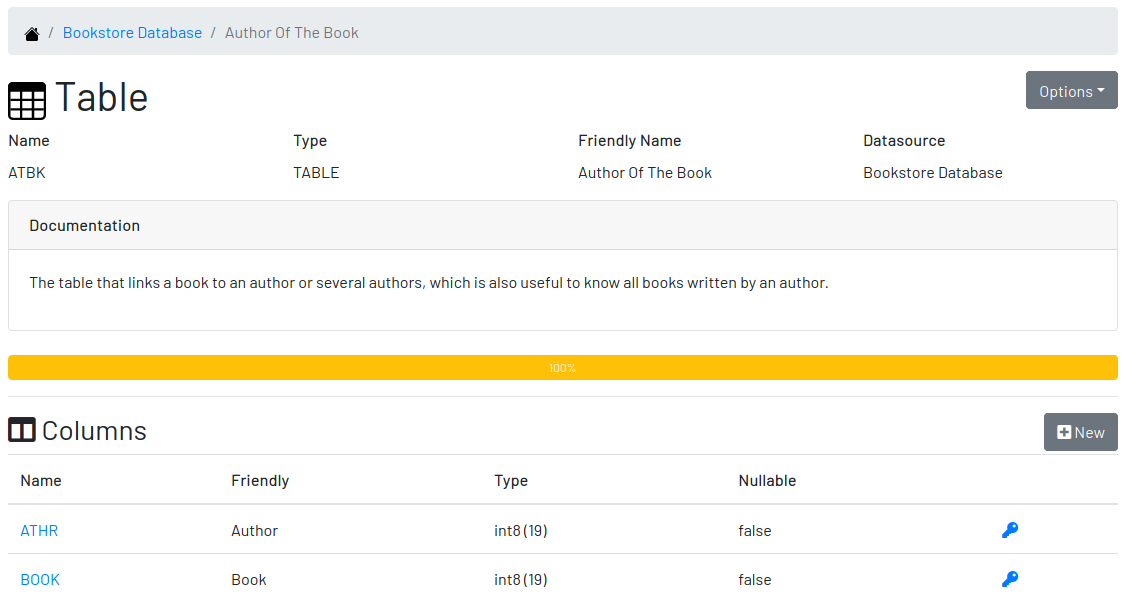 / Bookstore Database / Author Of The Book
Table
Options
Name Type Friendly Name Datasource
ATBK TABLE Author Of The Book Bookstore Database
Documentation
The table that links a book to an author or several authors, which is also useful to know all books written by an author.
100%
Columns
New
Name Friendly Type Nullable
ATHR Author int8 (19) false
BOOK Book int8 (19) false